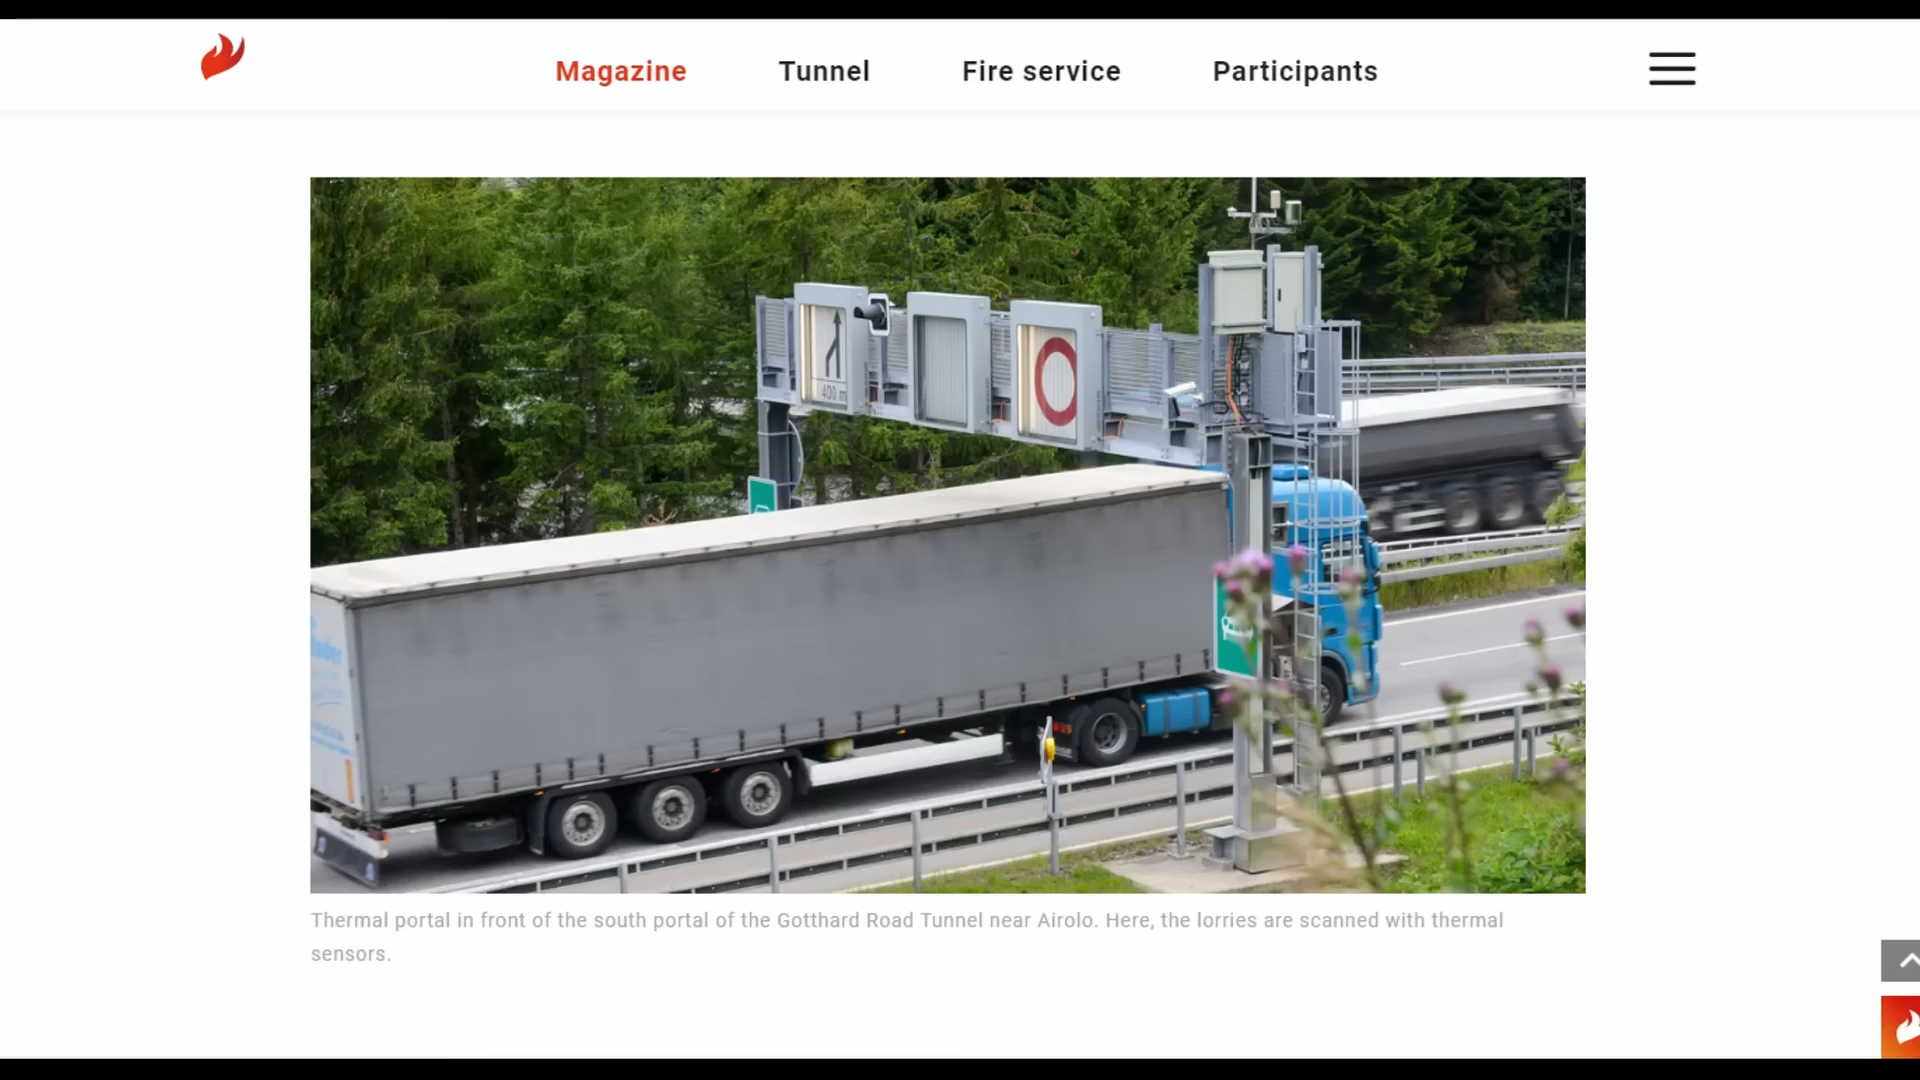 Magazine Tunnel Fire service Participants
400 m
Thermal portal in front of the south portal of the Gotthard Road Tunnel near Airolo. Here, the lorries are scanned with thermal
sensors.